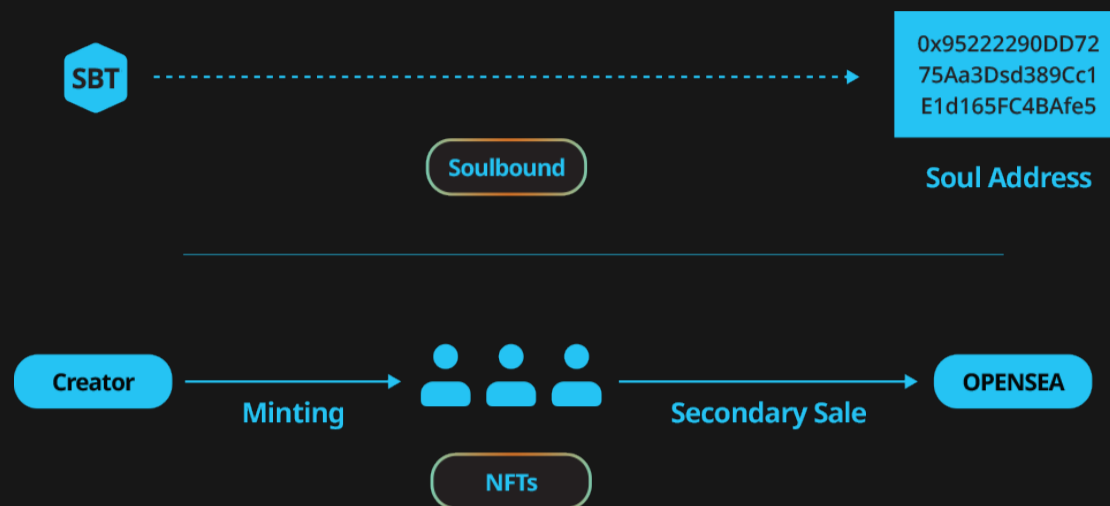 SBT
0x95222290DD72
75Aa3Dsd389Cc1
E1d165FC4BAfe5
Soulbound
Soul Address
Creator
Minting
Secondary Sale
OPENSEA
NFTs